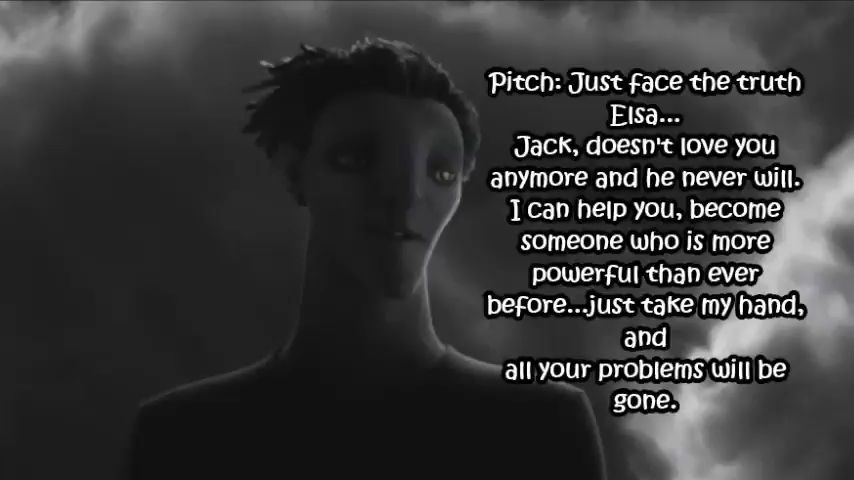 Pitch: Just face the truth
Elsa...
Jack, doesn't love you
anymore and he never will.
I can help you, become
someone who is more
powerful than ever
before...just take my hand,
and
all your problems will be
gone.